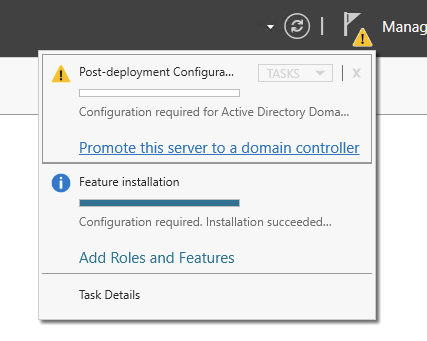 Manag
Post-deployment Configura...
TASKS
x
Configuration required for Active Directory Doma...
Promote this server to a domain controller
Feature installation
Configuration required. Installation succeeded...
Add Roles and Features
Task Details